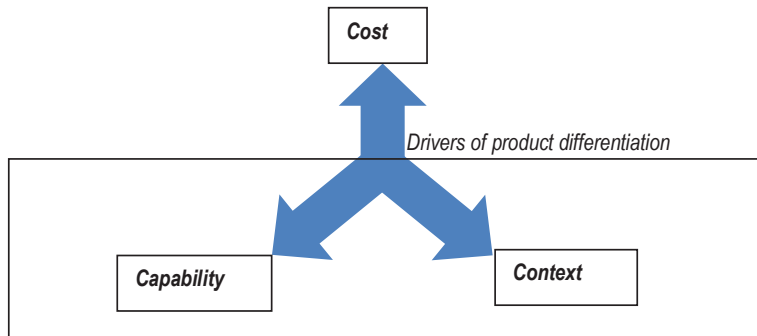 Cost
Drivers of product differentiation
Capability
Context